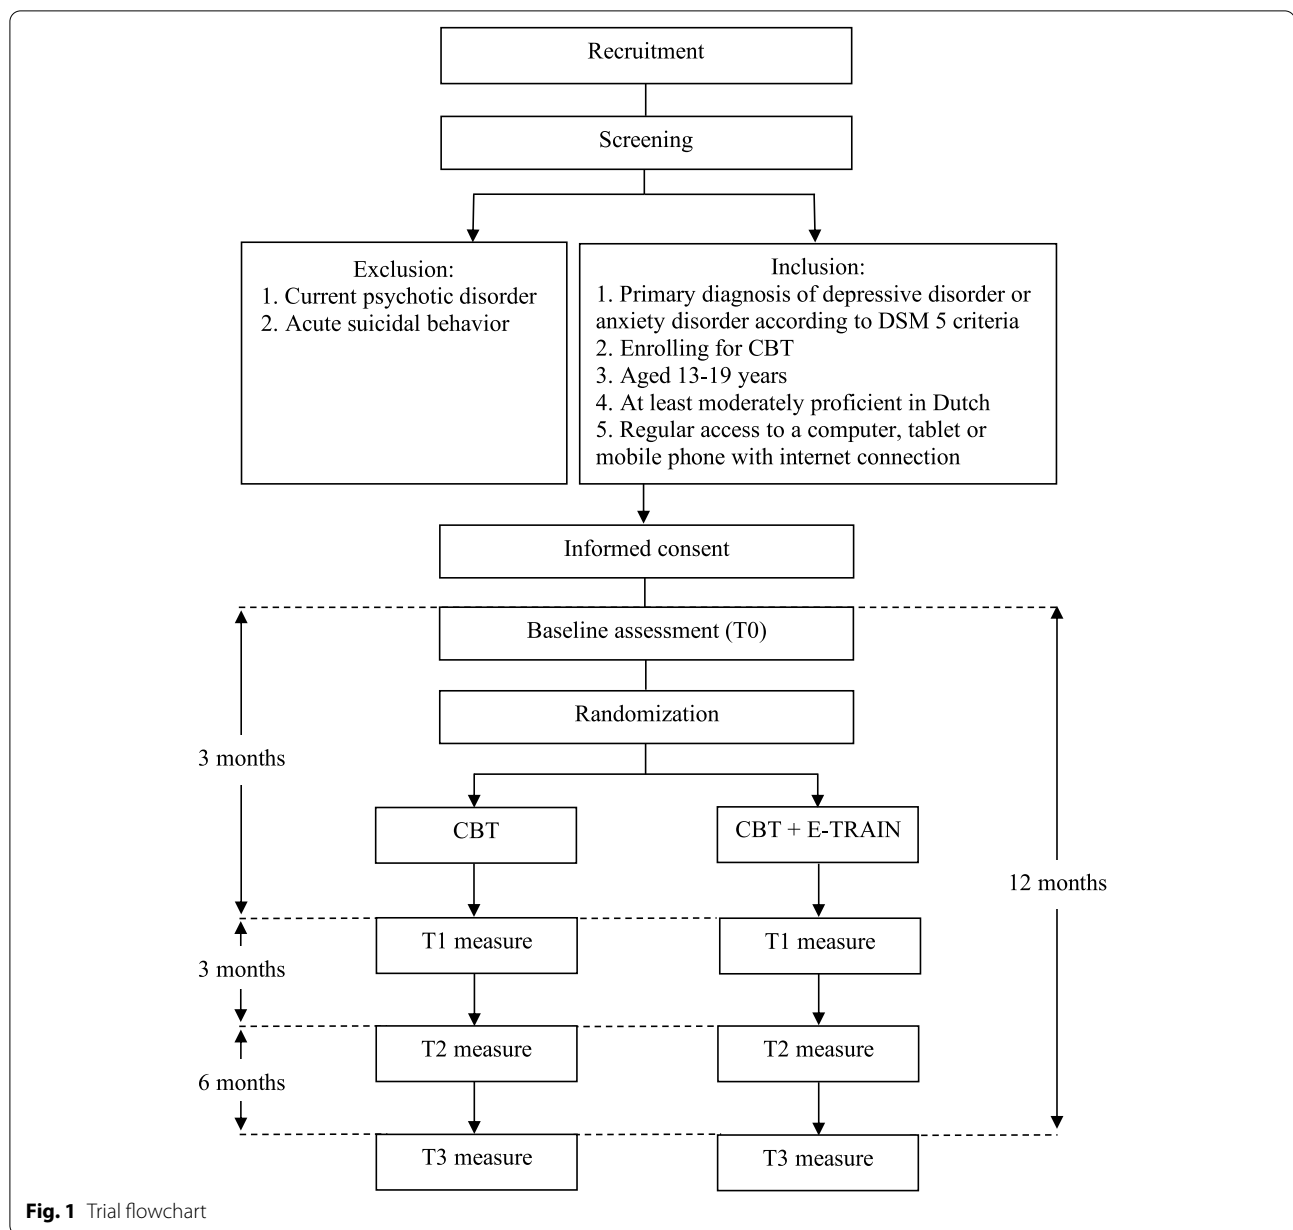 Recruitment
Screening
Exclusion:
1. Current psychotic disorder
2. Acute suicidal behavior
Inclusion:
1. Primary diagnosis of depressive disorder or
anxiety disorder according to DSM 5 criteria
2. Enrolling for CBT
3. Aged 13-19 years
4. At least moderately proficient in Dutch
5. Regular access to a computer, tablet or
mobile phone with internet connection
Informed consent
Baseline assessment (T0)
Randomization
3 months
CBT
CBT + E-TRAIN
12 months
T1 measure
T1 measure
3 months
T2 measure
T2 measure
6 months
T3 measure
T3 measure
Fig. 1 Trial flowchart